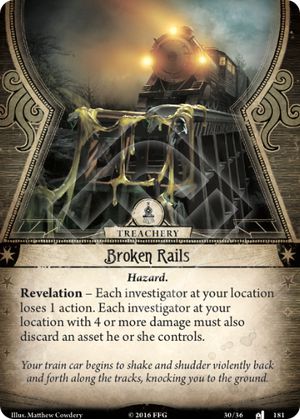 TREACHERY
Broken Rails
Hazard.
Revelation – Each investigator at your location
loses 1 action. Each investigator at your
location with 4 or more damage must also
discard an asset he or she controls.
Your train car begins to shake and shudder violently back
and forth along the tracks, knocking you to the ground.
Illus. Matthew Cowdery © 2016 FFG 30/36 181